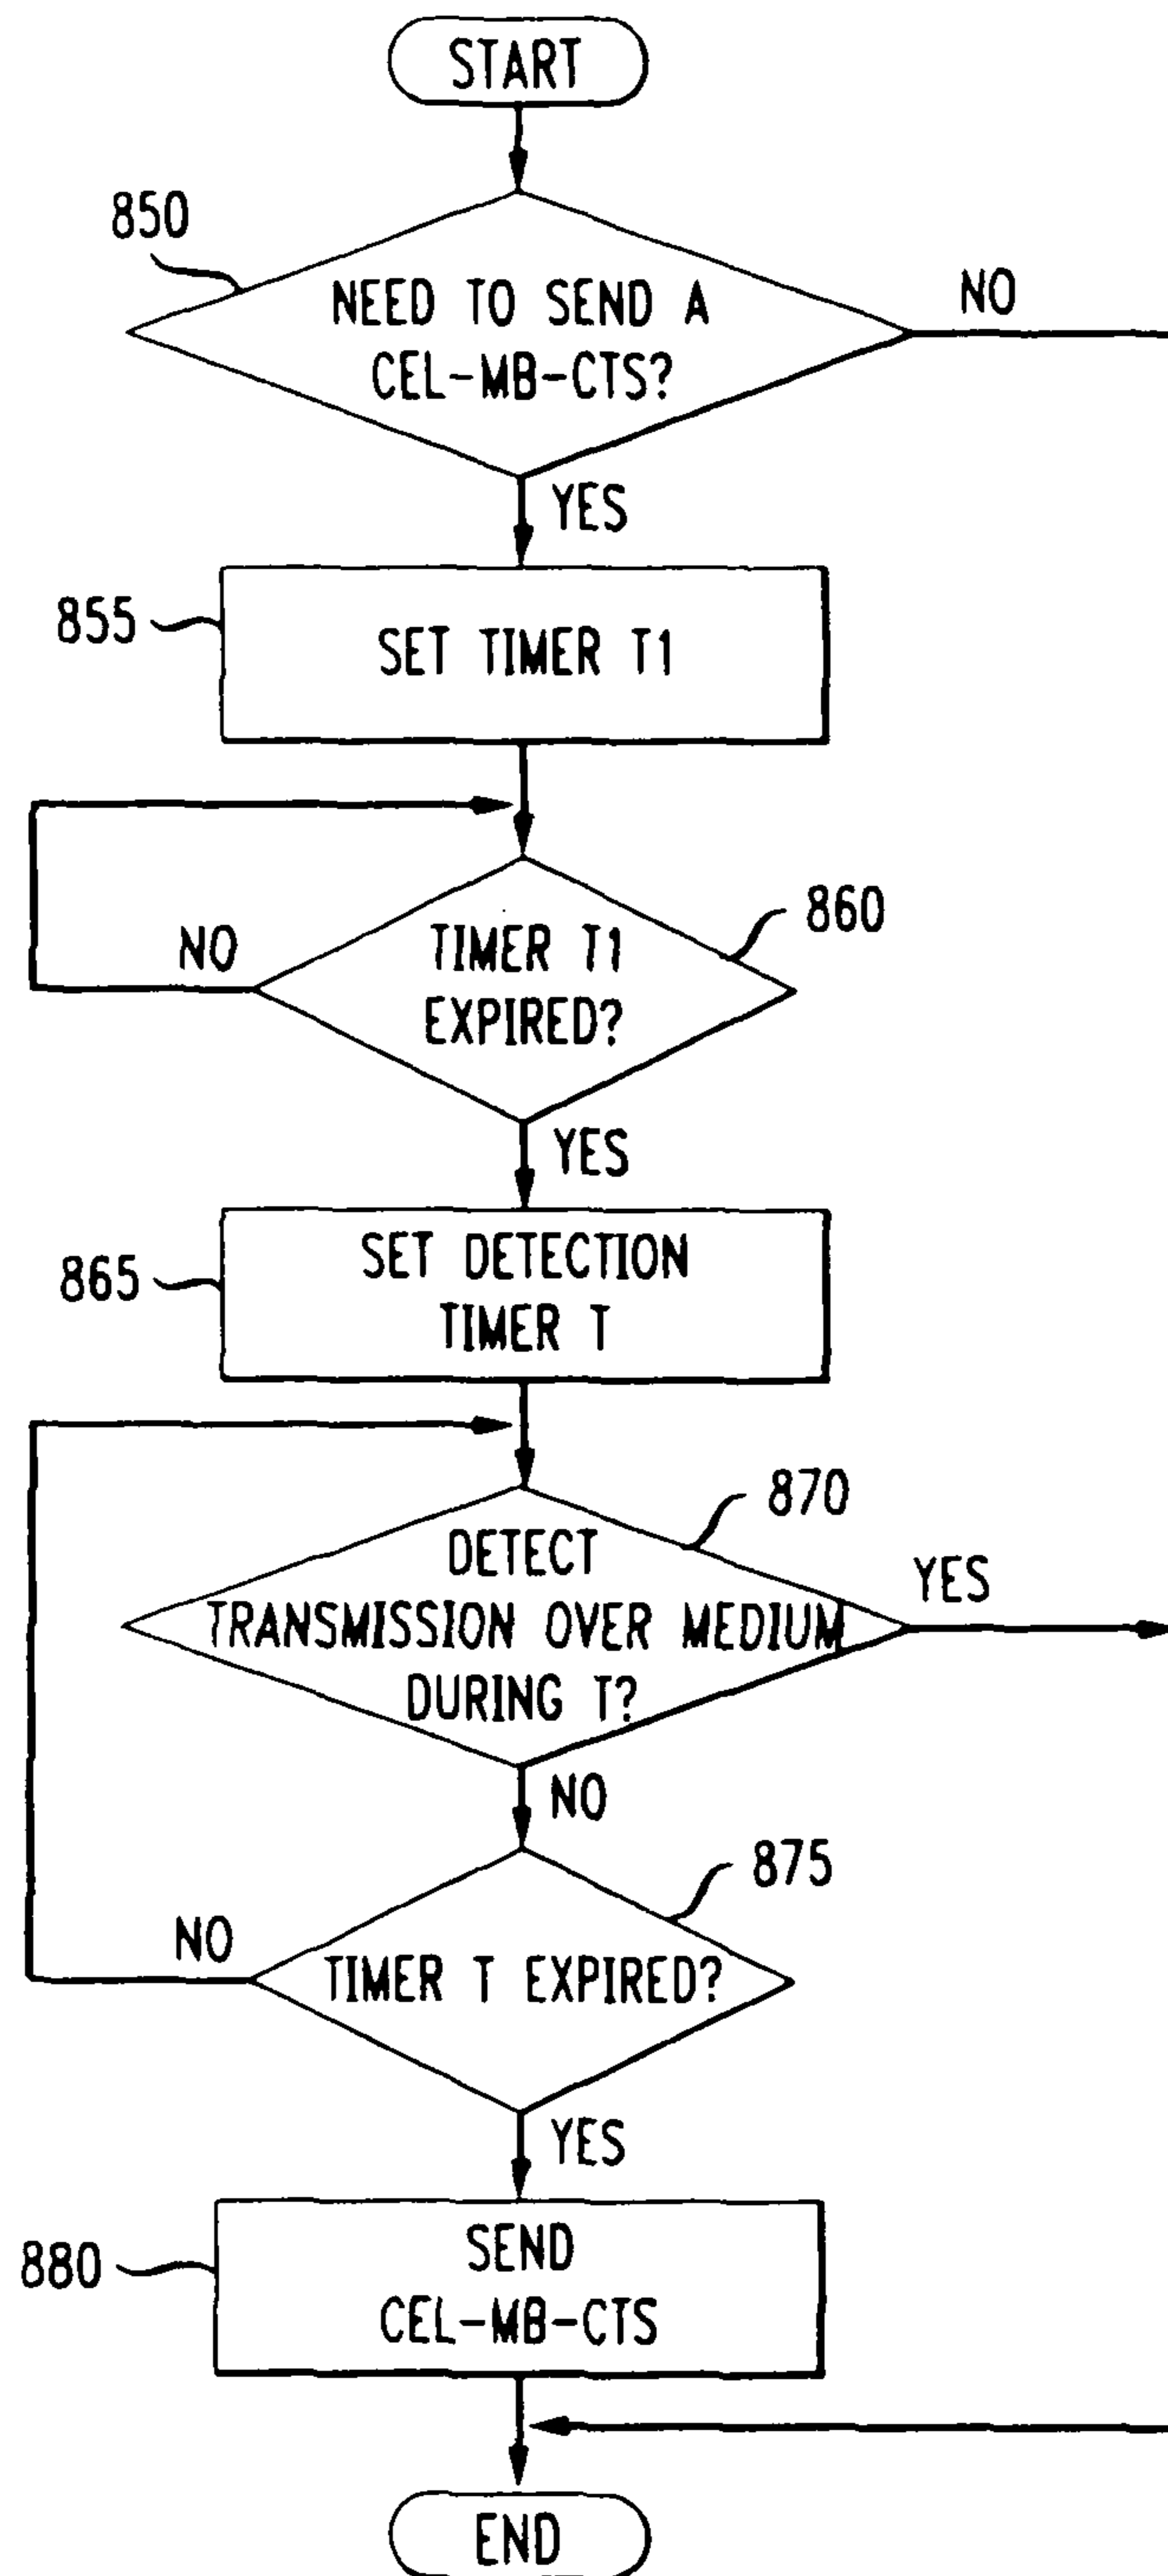 START
850
NEED TO SEND A
CEL-MB-CTS?
NO
YES
855
SET TIMER T1
860
NO
TIMER T1
EXPIRED?
YES
865
SET DETECTION
TIMER T
870
DETECT
TRANSMISSION OVER MEDIUM
DURING T?
YES
NO
875
NO
TIMER T EXPIRED?
YES
880
SEND
CEL-MB-CTS
END